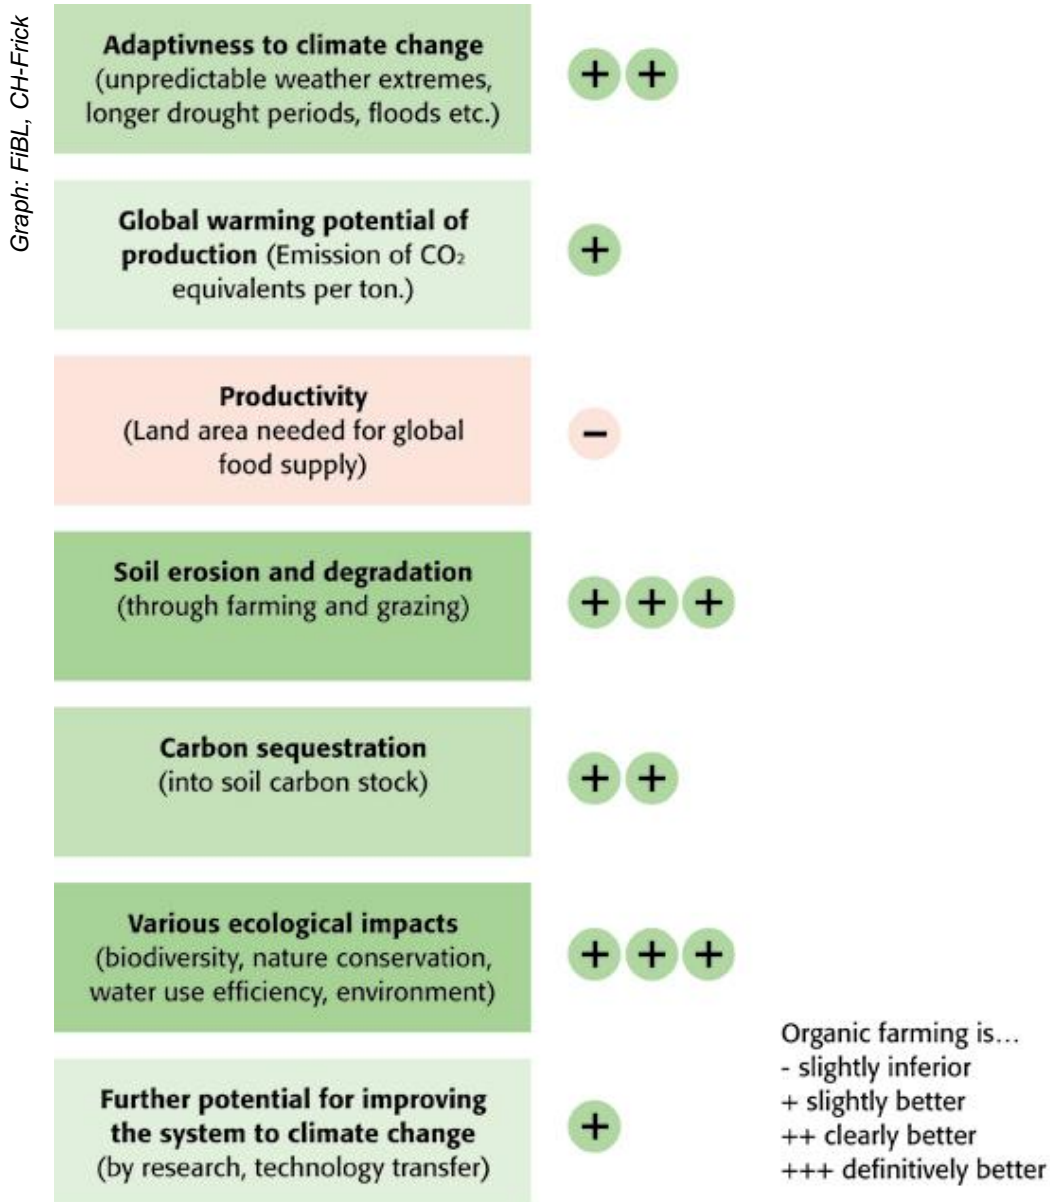 Graph: FiBL, CH-Frick
Adaptivness to climate change
(unpredictable weather extremes,
longer drought periods, floods etc.)
+ +
Global warming potential of
production (Emission of CO₂
equivalents per ton.)
+
Productivity
(Land area needed for global
food supply)
–
Soil erosion and degradation
(through farming and grazing)
+ + +
Carbon sequestration
(into soil carbon stock)
+ +
Various ecological impacts
(biodiversity, nature conservation,
water use efficiency, environment)
+ + +
Further potential for improving
the system to climate change
(by research, technology transfer)
+
Organic farming is...
- slightly inferior
+ slightly better
++ clearly better
+++ definitively better